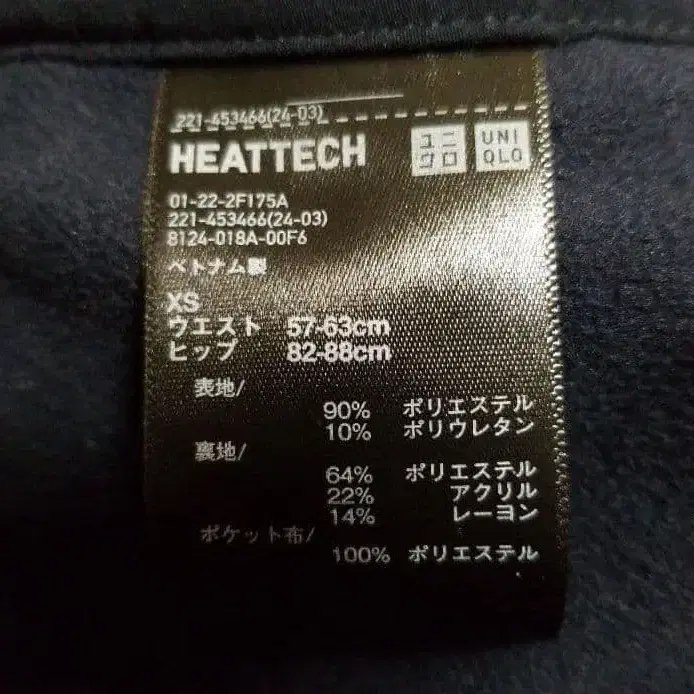 221-453466(24-03)
HEATTECH
ユニ
クロ
UNI
QLO
01-22-2F175A
221-453466(24-03)
8124-018A-00F6
ベトナム製
XS
ウエスト 57-63cm
ヒップ 82-88cm
表地/
90% ポリエステル
10% ポリウレタン
裏地/
64% ポリエステル
22% アクリル
14% レーヨン
ポケット布/
100% ポリエステル